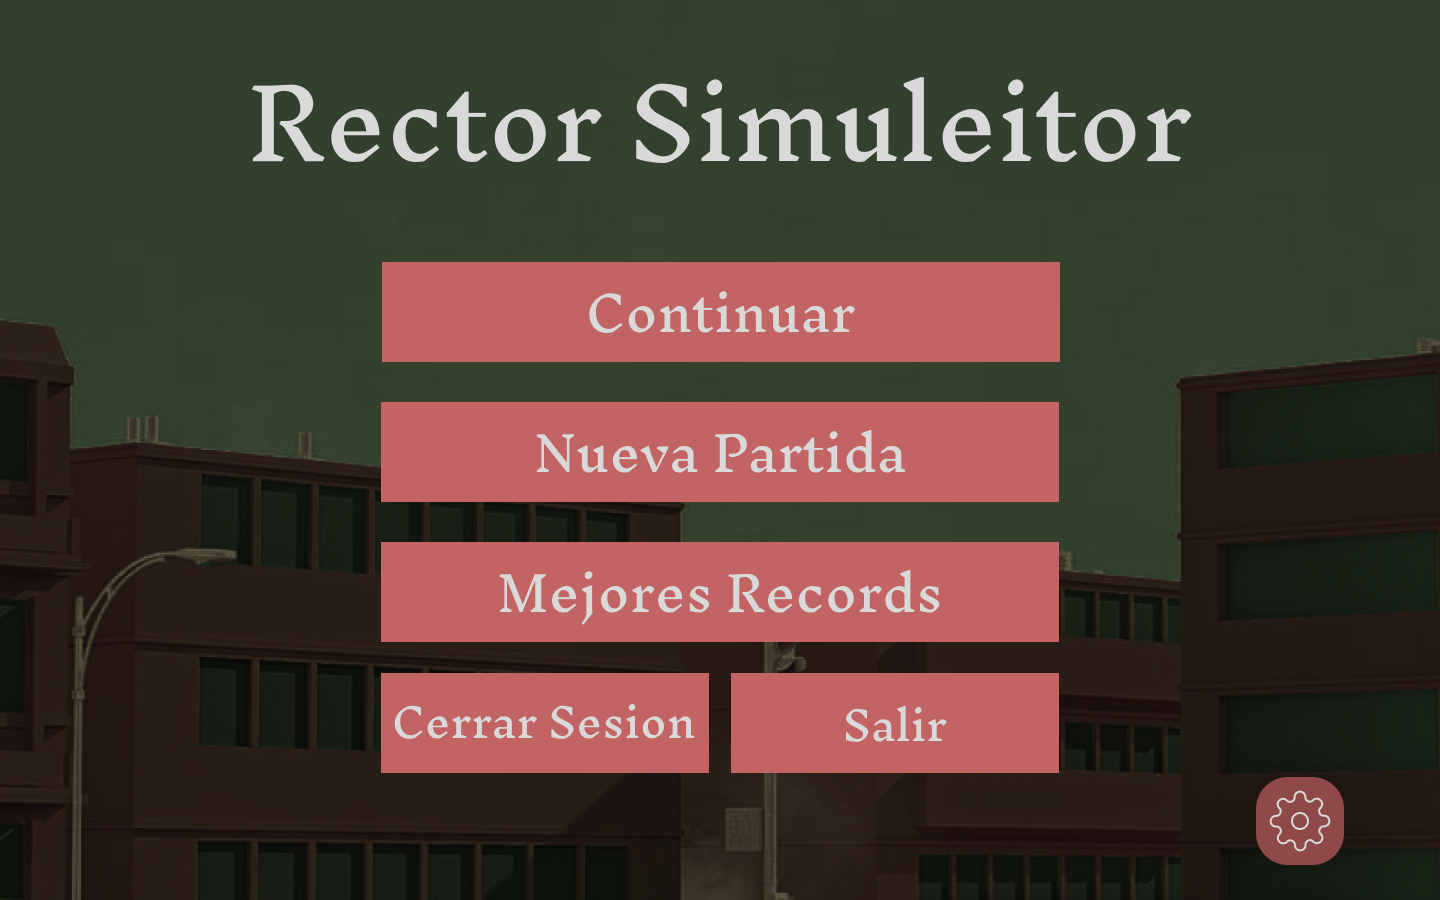 Rector Simuleitor
Continuar
Nueva Partida
Mejores Records
Cerrar Sesion
Salir